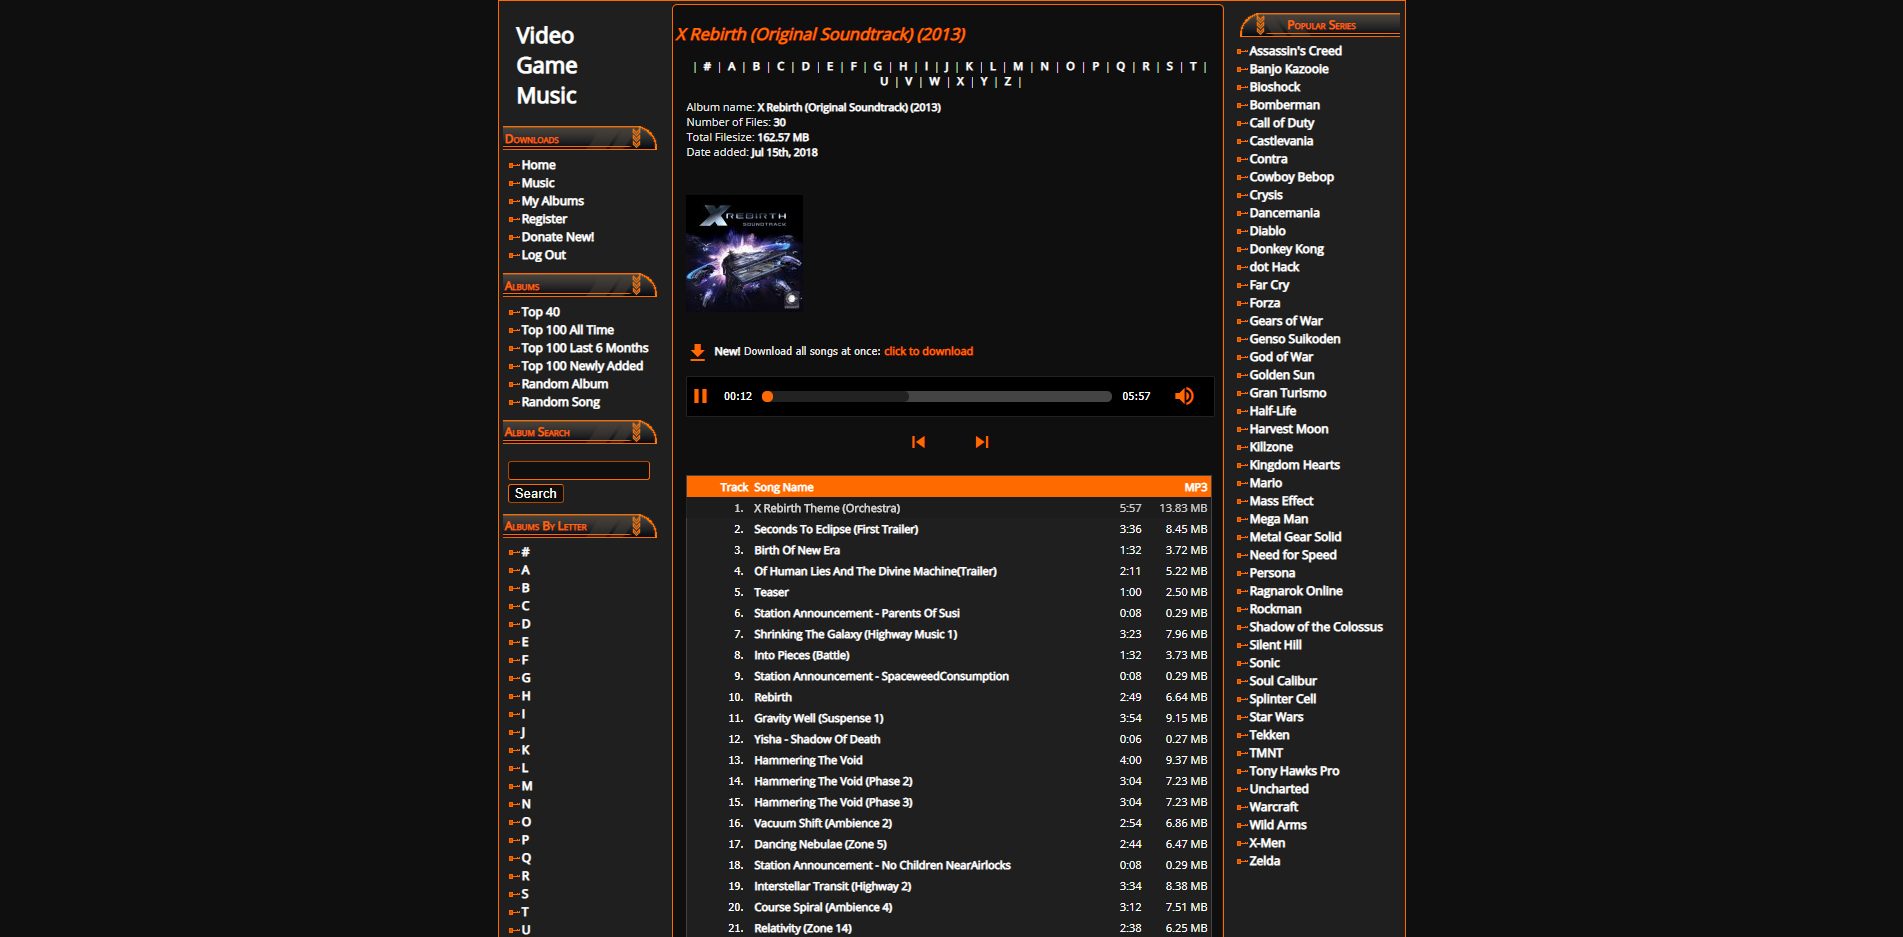 Video
Game
Music
Downloads
Home
Music
My Albums
Register
Donate New!
Log Out
Albums
Top 40
Top 100 All Time
Top 100 Last 6 Months
Top 100 Newly Added
Random Album
Random Song
Album Search
Search
Albums By Letter
#
A
B
C
D
E
F
G
H
I
J
K
L
M
N
O
P
Q
R
S
T
U
X Rebirth (Original Soundtrack) (2013)
| # | A | B | C | D | E | F | G | H | I | J | K | L | M | N | O | P | Q | R | S | T |
U | V | W | X | Y | Z |
Album name: X Rebirth (Original Soundtrack) (2013)
Number of Files: 30
Total Filesize: 162.57 MB
Date added: Jul 15th, 2018
X REBIRTH
SOUNDTRACK
New! Download all songs at once: click to download
00:12 05:57
Track Song Name MP3
1. X Rebirth Theme (Orchestra) 5:57 13.83 MB
2. Seconds To Eclipse (First Trailer) 3:36 8.45 MB
3. Birth Of New Era 1:32 3.72 MB
4. Of Human Lies And The Divine Machine(Trailer) 2:11 5.22 MB
5. Teaser 1:00 2.50 MB
6. Station Announcement - Parents Of Susi 0:08 0.29 MB
7. Shrinking The Galaxy (Highway Music 1) 3:23 7.96 MB
8. Into Pieces (Battle) 1:32 3.73 MB
9. Station Announcement - SpaceweedConsumption 0:08 0.29 MB
10. Rebirth 2:49 6.64 MB
11. Gravity Well (Suspense 1) 3:54 9.15 MB
12. Yisha - Shadow Of Death 0:06 0.27 MB
13. Hammering The Void 4:00 9.37 MB
14. Hammering The Void (Phase 2) 3:04 7.23 MB
15. Hammering The Void (Phase 3) 3:04 7.23 MB
16. Vacuum Shift (Ambience 2) 2:54 6.86 MB
17. Dancing Nebulae (Zone 5) 2:44 6.47 MB
18. Station Announcement - No Children NearAirlocks 0:08 0.29 MB
19. Interstellar Transit (Highway 2) 3:34 8.38 MB
20. Course Spiral (Ambience 4) 3:12 7.51 MB
21. Relativity (Zone 14) 2:38 6.25 MB
Popular Series
Assassin's Creed
Banjo Kazooie
Bioshock
Bomberman
Call of Duty
Castlevania
Contra
Cowboy Bebop
Crysis
Dancemania
Diablo
Donkey Kong
dot Hack
Far Cry
Forza
Gears of War
Genso Suikoden
God of War
Golden Sun
Gran Turismo
Half-Life
Harvest Moon
Killzone
Kingdom Hearts
Mario
Mass Effect
Mega Man
Metal Gear Solid
Need for Speed
Persona
Ragnarok Online
Rockman
Shadow of the Colossus
Silent Hill
Sonic
Soul Calibur
Splinter Cell
Star Wars
Tekken
TMNT
Tony Hawks Pro
Uncharted
Warcraft
Wild Arms
X-Men
Zelda